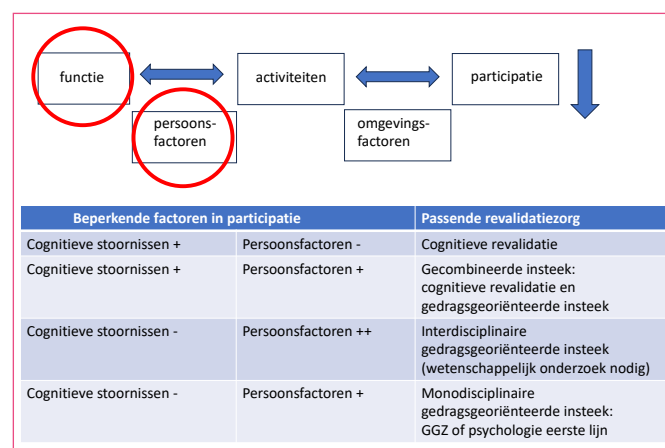 functie
activiteiten
participatie
persoons-
factoren
omgevings-
factoren
Beperkende factoren in participatie
Passende revalidatiezorg
Cognitieve stoornissen +
Persoonsfactoren -
Cognitieve revalidatie
Cognitieve stoornissen +
Persoonsfactoren +
Gecombineerde insteek:
cognitieve revalidatie en
gedragsgeoriënteerde insteek
Cognitieve stoornissen -
Persoonsfactoren ++
Interdisciplinaire
gedragsgeoriënteerde insteek
(wetenschappelijk onderzoek nodig)
Cognitieve stoornissen -
Persoonsfactoren +
Monodisciplinaire
gedragsgeoriënteerde insteek:
GGZ of psychologie eerste lijn